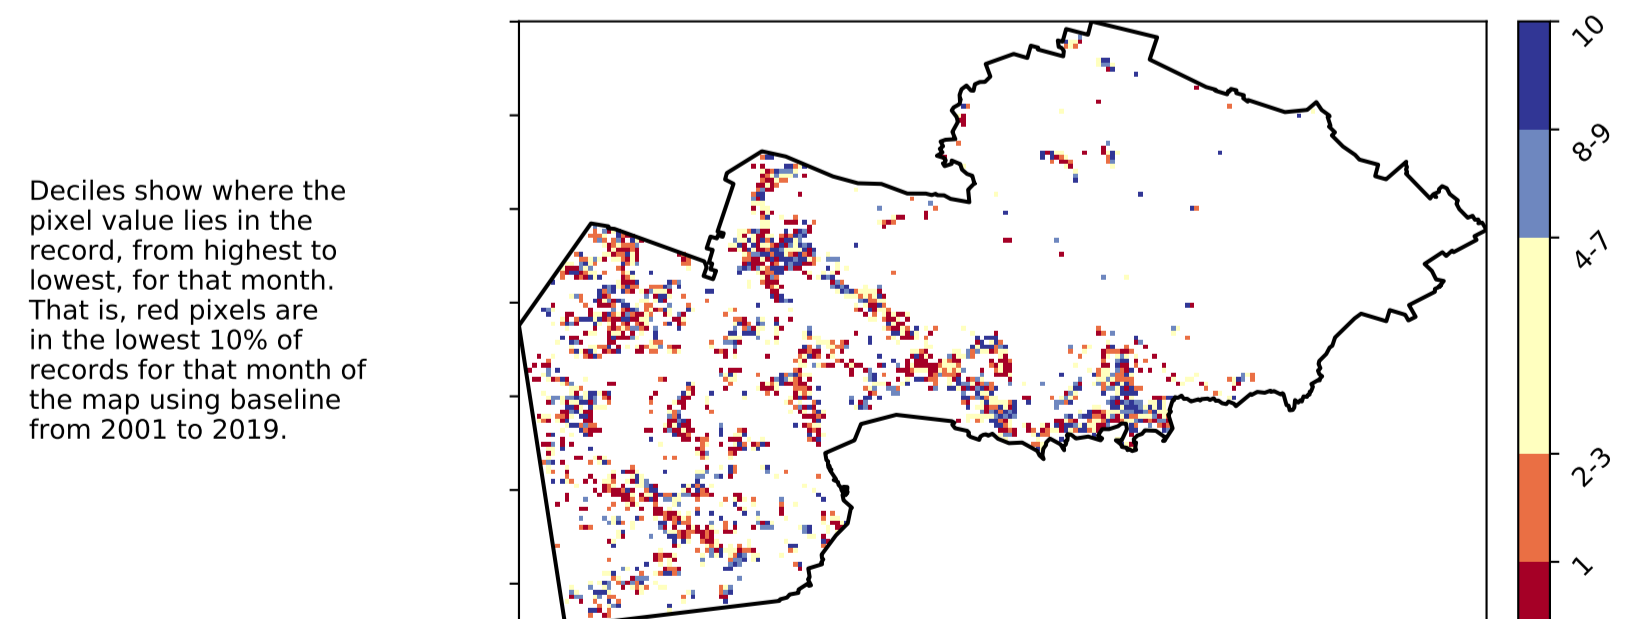 Deciles show where the
pixel value lies in the
record, from highest to
lowest, for that month.
That is, red pixels are
in the lowest 10% of
records for that month of
the map using baseline
from 2001 to 2019.
10
8-9
4-7
2-3
1